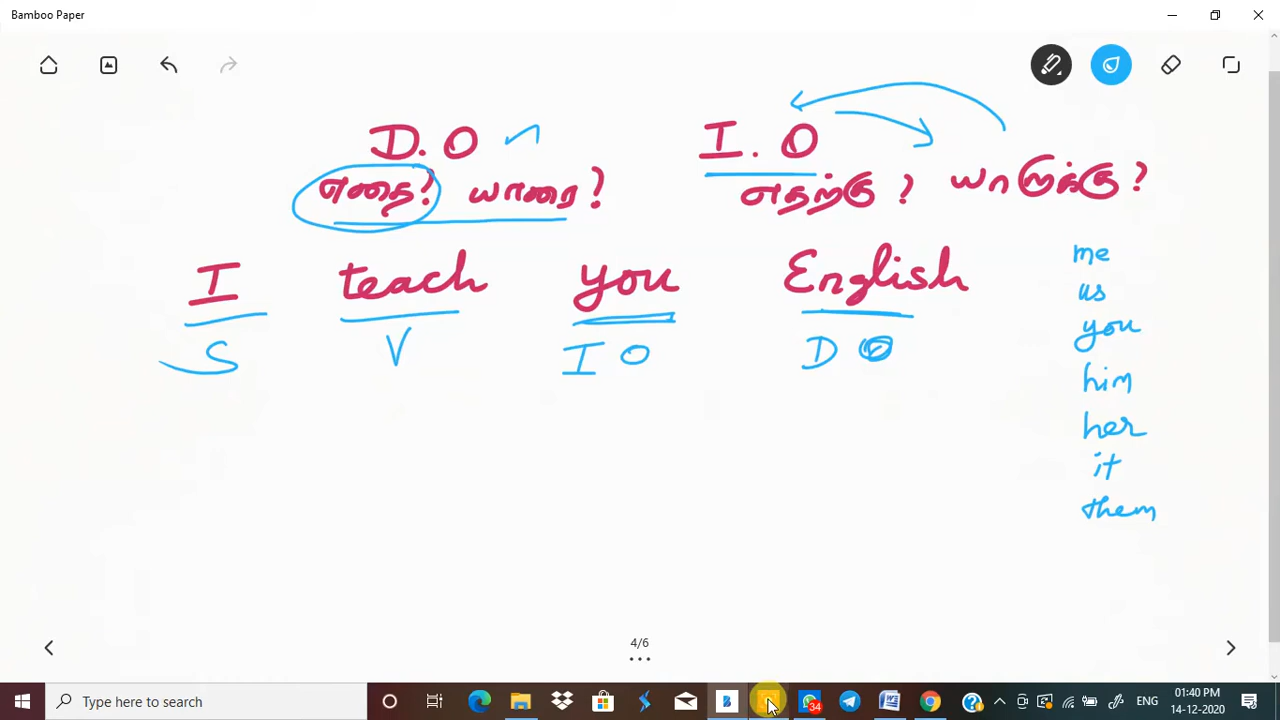 Bamboo Paper
D.O I.O
எதை? யாரை? எதற்கு? யாருக்கு?
I teach you English
S V I O D O
me
us
you
him
her
it
them
4/6
Type here to search
34
ENG
01:40 PM
14-12-2020